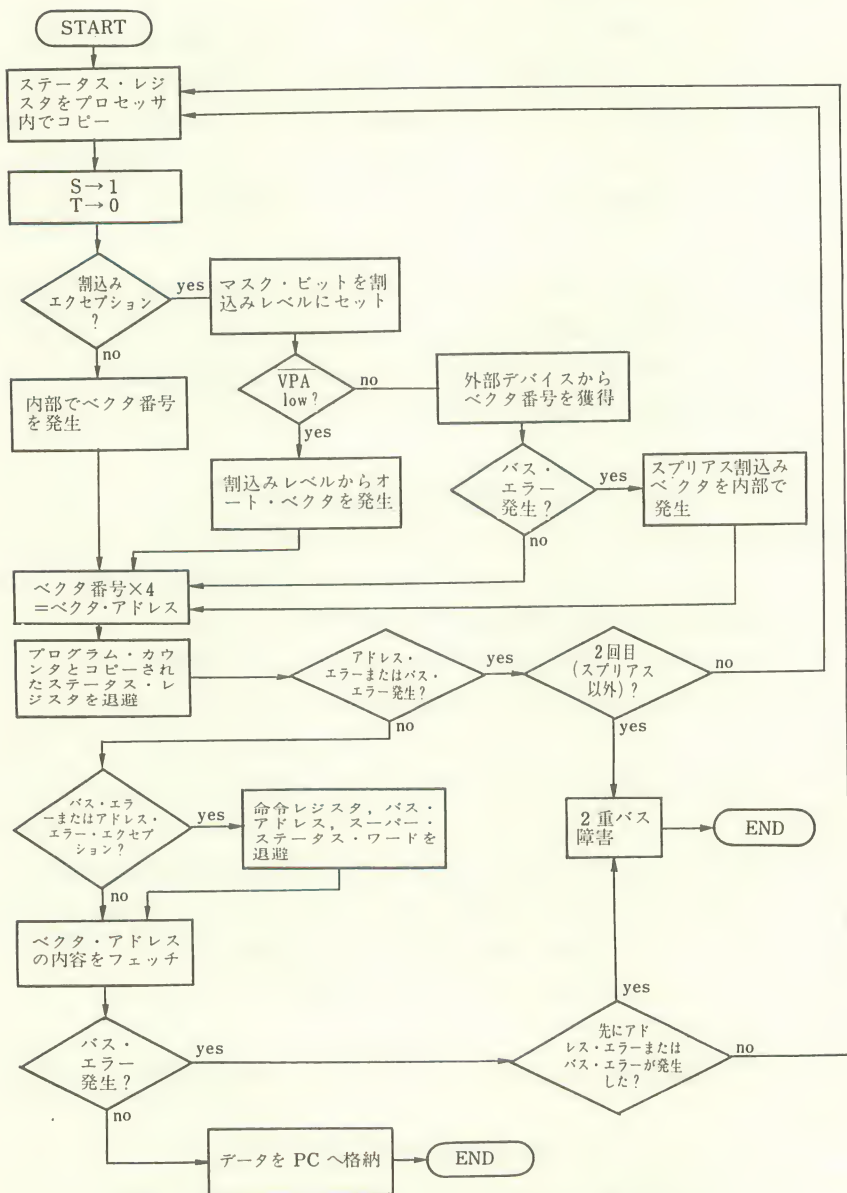 START
ステータス・レジ
スタをプロセッサ
内でコピー
S→1
T→0
割込み
エクセプション
?
yes
no
マスク・ビットを割
込みレベルにセット
VPA
low?
no
yes
外部デバイスから
ベクタ番号を獲得
内部でベクタ番号
を発生
割込みレベルからオ
ート・ベクタを発生
バス・
エラー
発生?
yes
no
スプリアス割込み
ベクタを内部で
発生
ベクタ番号×4
=ベクタ・アドレス
プログラム・カウ
ンタとコピーされ
たステータス・レ
ジスタを退避
アドレス・
エラーまたはバス・
エラー発生?
yes
no
2回目
(スプリアス
以外)?
no
yes
バス・エラ
ーまたはアドレス・
エラー・エクセプ
ション?
yes
no
命令レジスタ,バス・
アドレス,スーパー・
ステータス・ワードを
退避
2重バス
障害
END
ベクタ・アドレス
の内容をフェッチ
yes
バス・
エラー
発生?
yes
no
先にアド
レス・エラーまたは
バス・エラーが発生
した?
no
データを PC へ格納
END